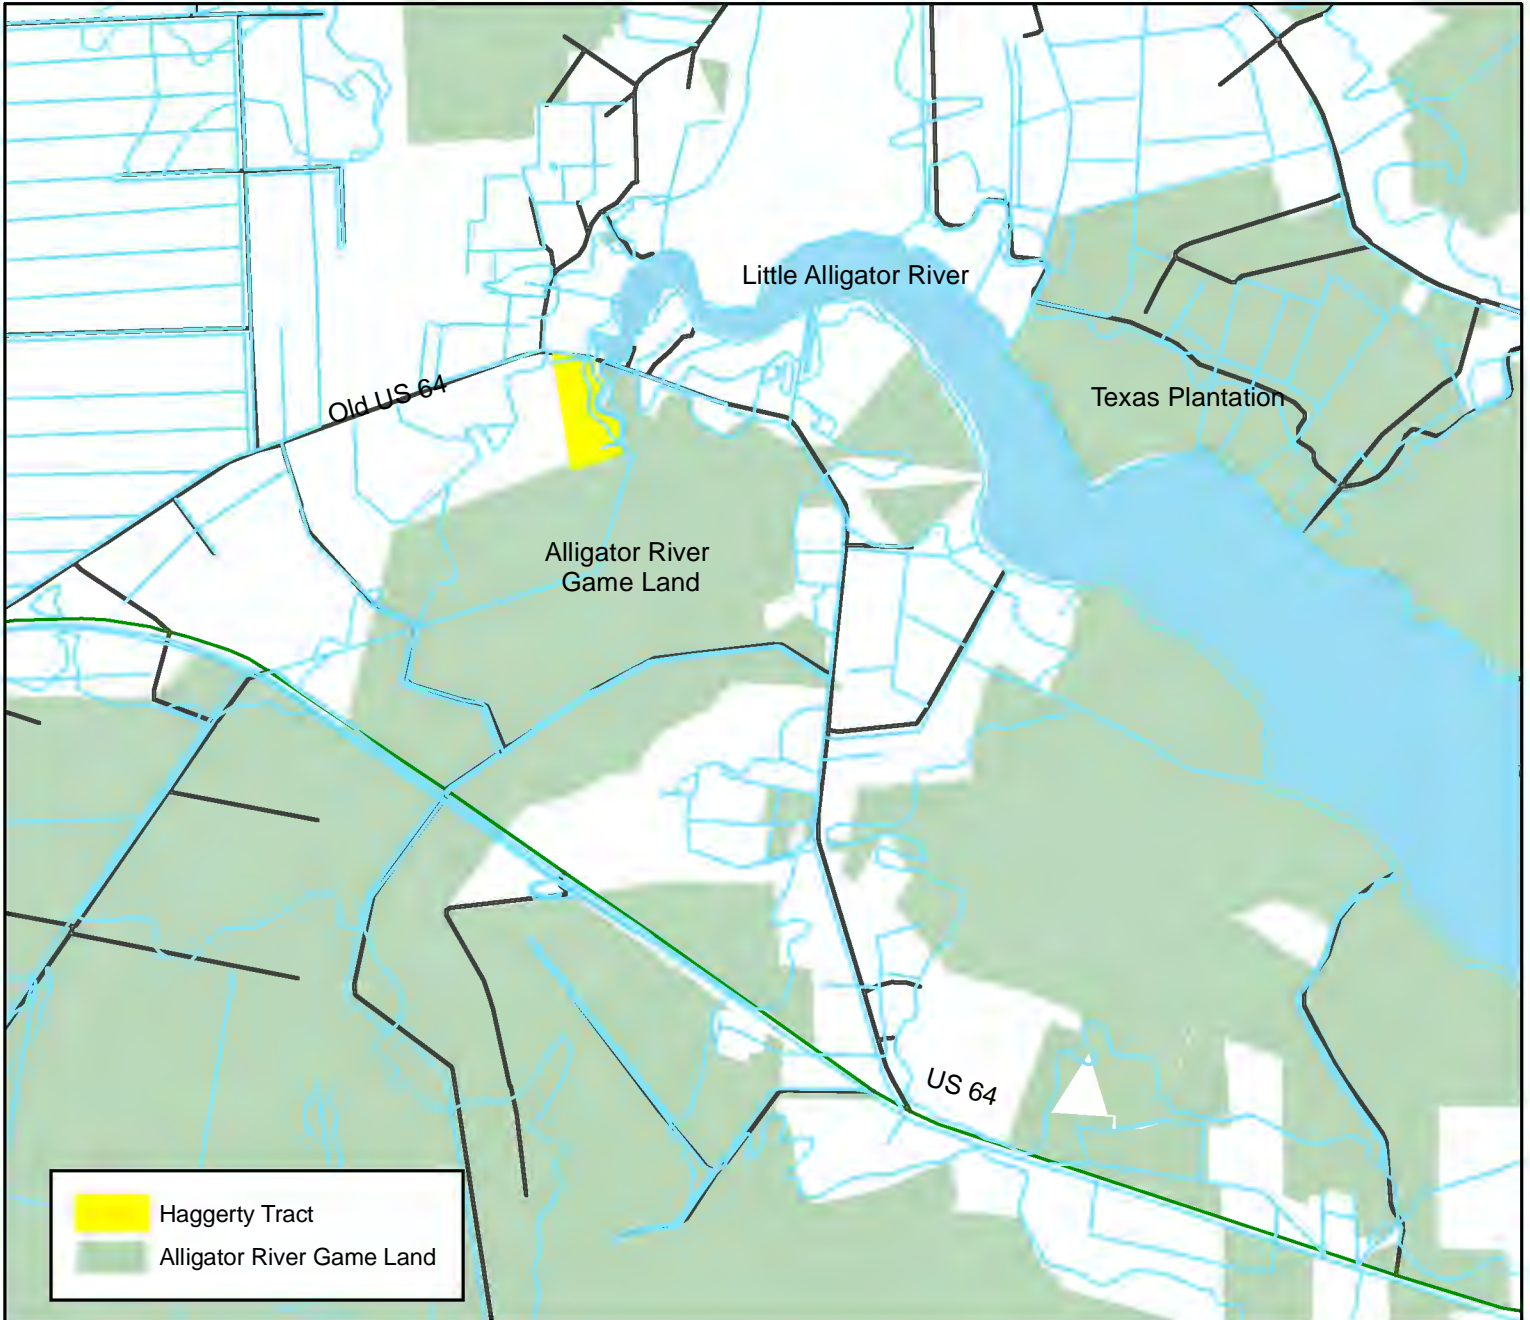 Little Alligator River
Old US 64
Texas Plantation
Alligator River
Game Land
US 64
Haggerty Tract
Alligator River Game Land